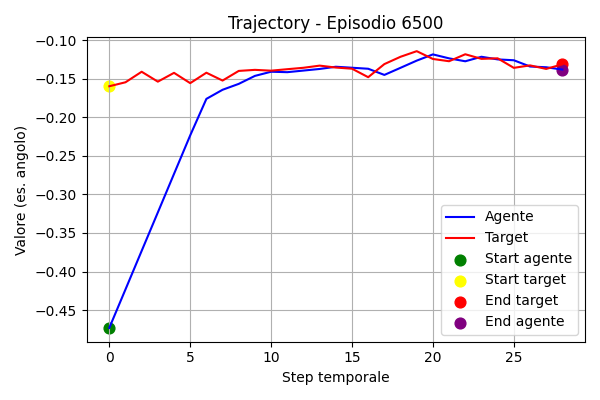 Trajectory - Episodio 6500
−0.10
−0.15
−0.20
−0.25
−0.30
−0.35
−0.40
−0.45
Valore (es. angolo)
Agente
Target
Start agente
Start target
End target
End agente
0 5 10 15 20 25
Step temporale